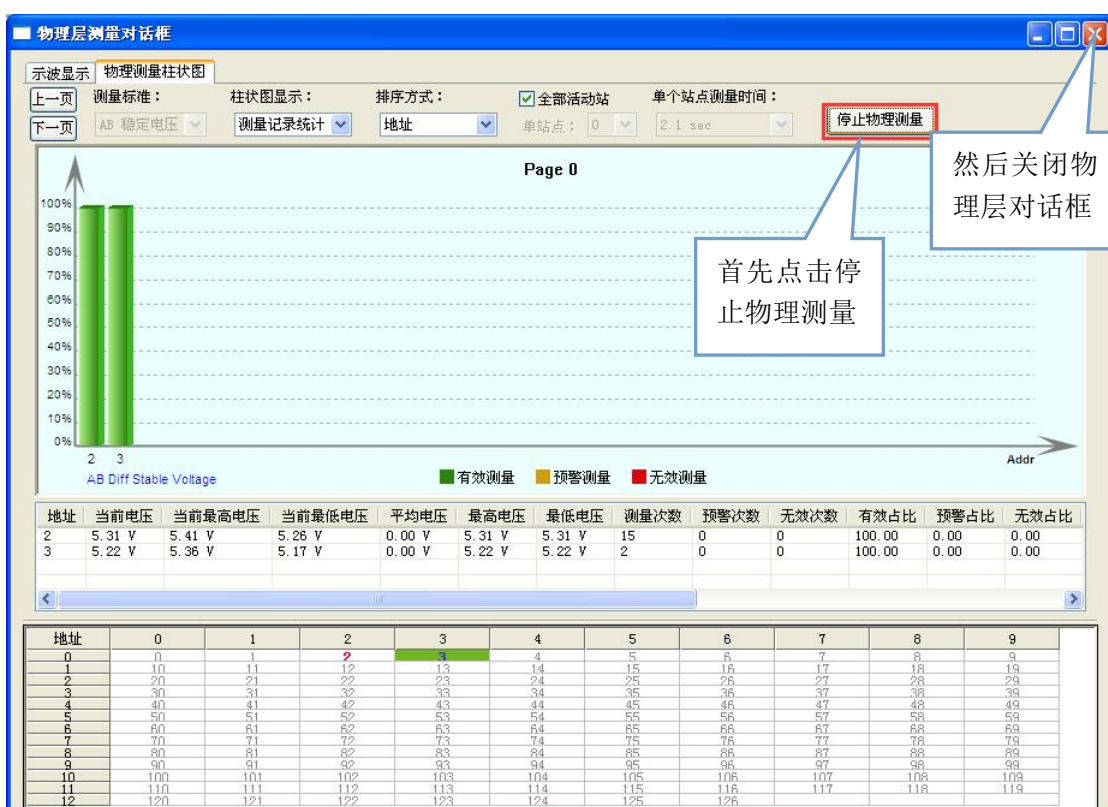 物理层测量对话框
示波显示 物理测量柱状图
上一页 测量标准： 柱状图显示： 排序方式： 全部活动站 单个站点测量时间：
下一页 AB 稳定电压 测量记录统计 地址 单站点： 0 2.1 sec 停止物理测量
然后关闭物
理层对话框
Page 0
首先点击停
止物理测量
100%
90%
80%
70%
60%
50%
40%
30%
20%
10%
0%
2 3 Addr
AB Diff Stable Voltage 有效测量 预警测量 无效测量
地址 当前电压 当前最高电压 当前最低电压 平均电压 最高电压 最低电压 测量次数 预警次数 无效次数 有效占比 预警占比 无效占比
2 5.31 V 5.41 V 5.26 V 0.00 V 5.31 V 5.31 V 15 0 0 100.00 0.00 0.00
3 5.22 V 5.36 V 5.17 V 0.00 V 5.22 V 5.22 V 2 0 0 100.00 0.00 0.00
地址 0 1 2 3 4 5 6 7 8 9
0 0 1 2 3 4 5 6 7 8 9
1 10 11 12 13 14 15 16 17 18 19
2 20 21 22 23 24 25 26 27 28 29
3 30 31 32 33 34 35 36 37 38 39
4 40 41 42 43 44 45 46 47 48 49
5 50 51 52 53 54 55 56 57 58 59
6 60 61 62 63 64 65 66 67 68 69
7 70 71 72 73 74 75 76 77 78 79
8 80 81 82 83 84 85 86 87 88 89
9 90 91 92 93 94 95 96 97 98 99
10 100 101 102 103 104 105 106 107 108 109
11 110 111 112 113 114 115 116 117 118 119
12 120 121 122 123 124 125 126